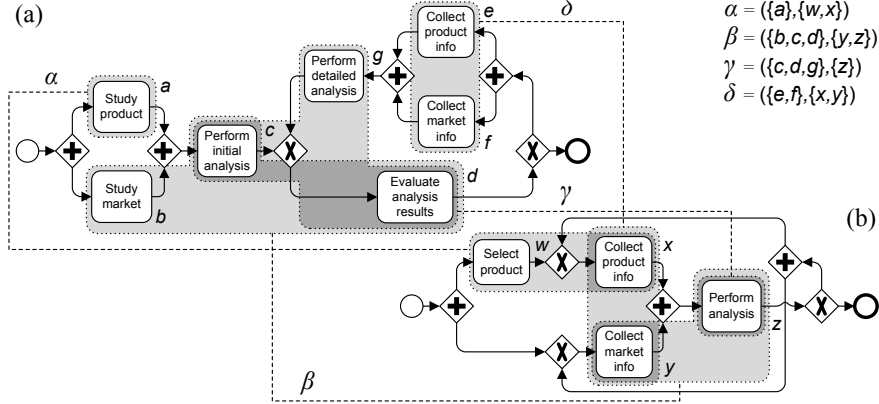 (a)
α
Study
product
a
Study
market
b
Perform
initial
analysis
c
Perform
detailed
analysis
g
Collect
product
info
e
Collect
market
info
f
δ
Evaluate
analysis
results
d
γ
β
α = ({a},{w,x})
β = ({b,c,d},{y,z})
γ = ({c,d,g},{z})
δ = ({e,f},{x,y})
(b)
Select
product
w
Collect
product
info
x
Collect
market
info
y
Perform
analysis
z